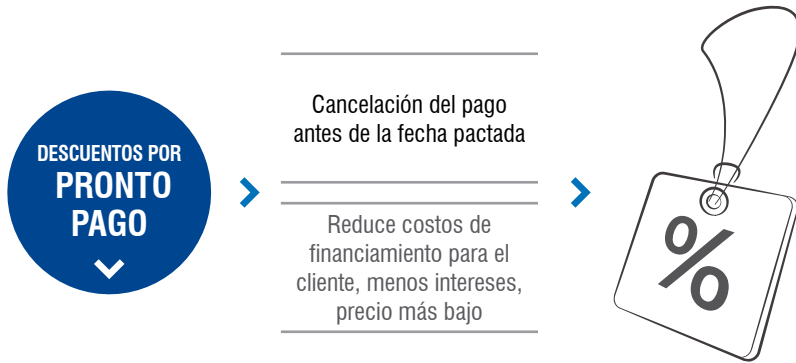 DESCUENTOS POR
PRONTO
PAGO
Cancelación del pago
antes de la fecha pactada
Reduce costos de
financiamiento para el
cliente, menos intereses,
precio más bajo
%